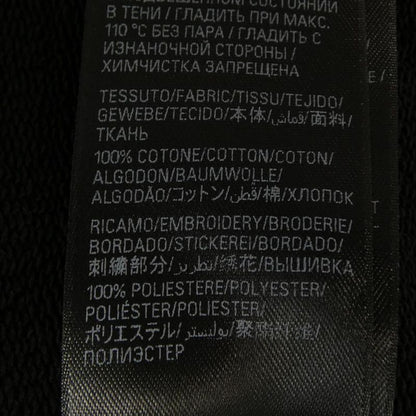 В ТЕНИ / ГЛАДИТЬ ПРИ МАКС.
110 °C БЕЗ ПАРА / ГЛАДИТЬ С
ИЗНАНОЧНОЙ СТОРОНЫ /
ХИМЧИСТКА ЗАПРЕЩЕНА
TESSUTO/FABRIC/TISSU/TEJIDO/
GEWEBE/TECIDO/本体/قماش/面料/
ТКАНЬ
100% COTONE/COTTON/COTON/
ALGODON/BAUMWOLLE/
ALGODÃO/コットン/قطن/棉/ХЛОПОК
RICAMO/EMBROIDERY/BRODERIE/
BORDADO/STICKEREI/BORDADO/
刺繍部分/تطريز/绣花/ВЫШИВКА
100% POLIESTERE/POLYESTER/
POLIÉSTER/POLYESTER/
ポリエステル/بوليستر/聚酯纤维/
ПОЛИЭСТЕР